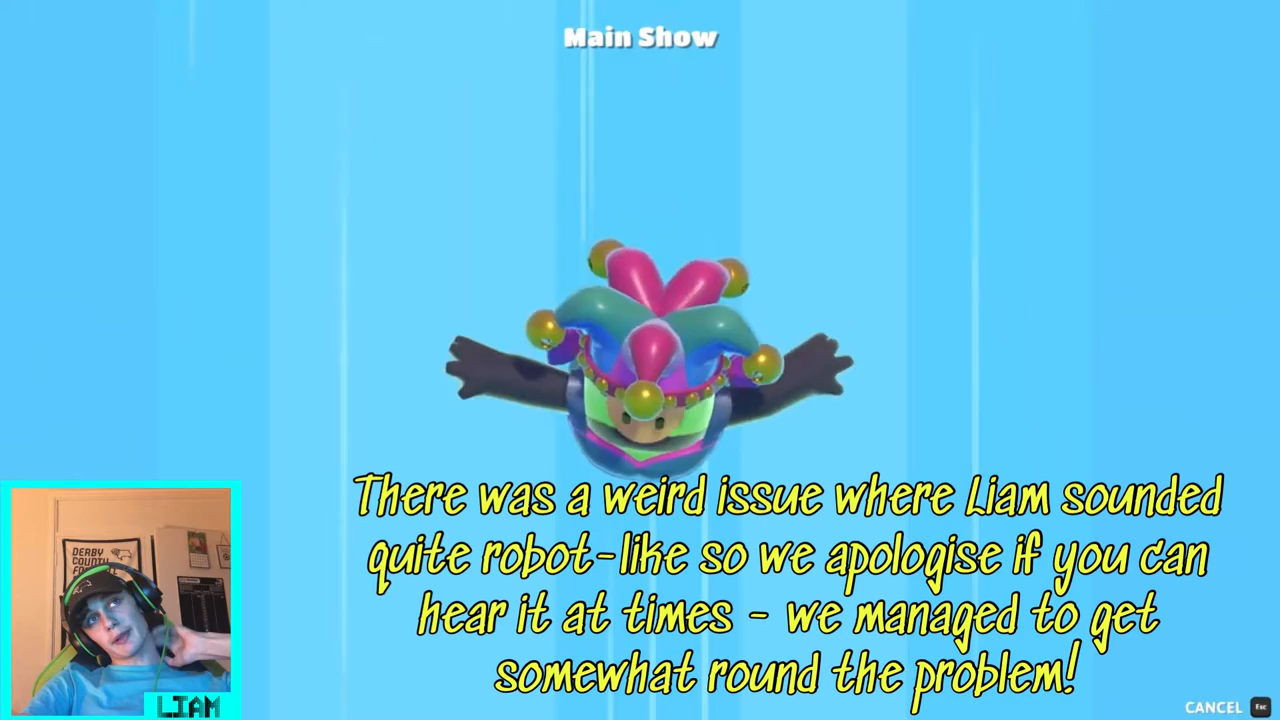 Main Show
There was a weird issue where Liam sounded
quite robot-like so we apologise if you can
hear it at times - we managed to get
somewhat round the problem!
DERBY
COUNTY
LIAM
CANCEL Esc